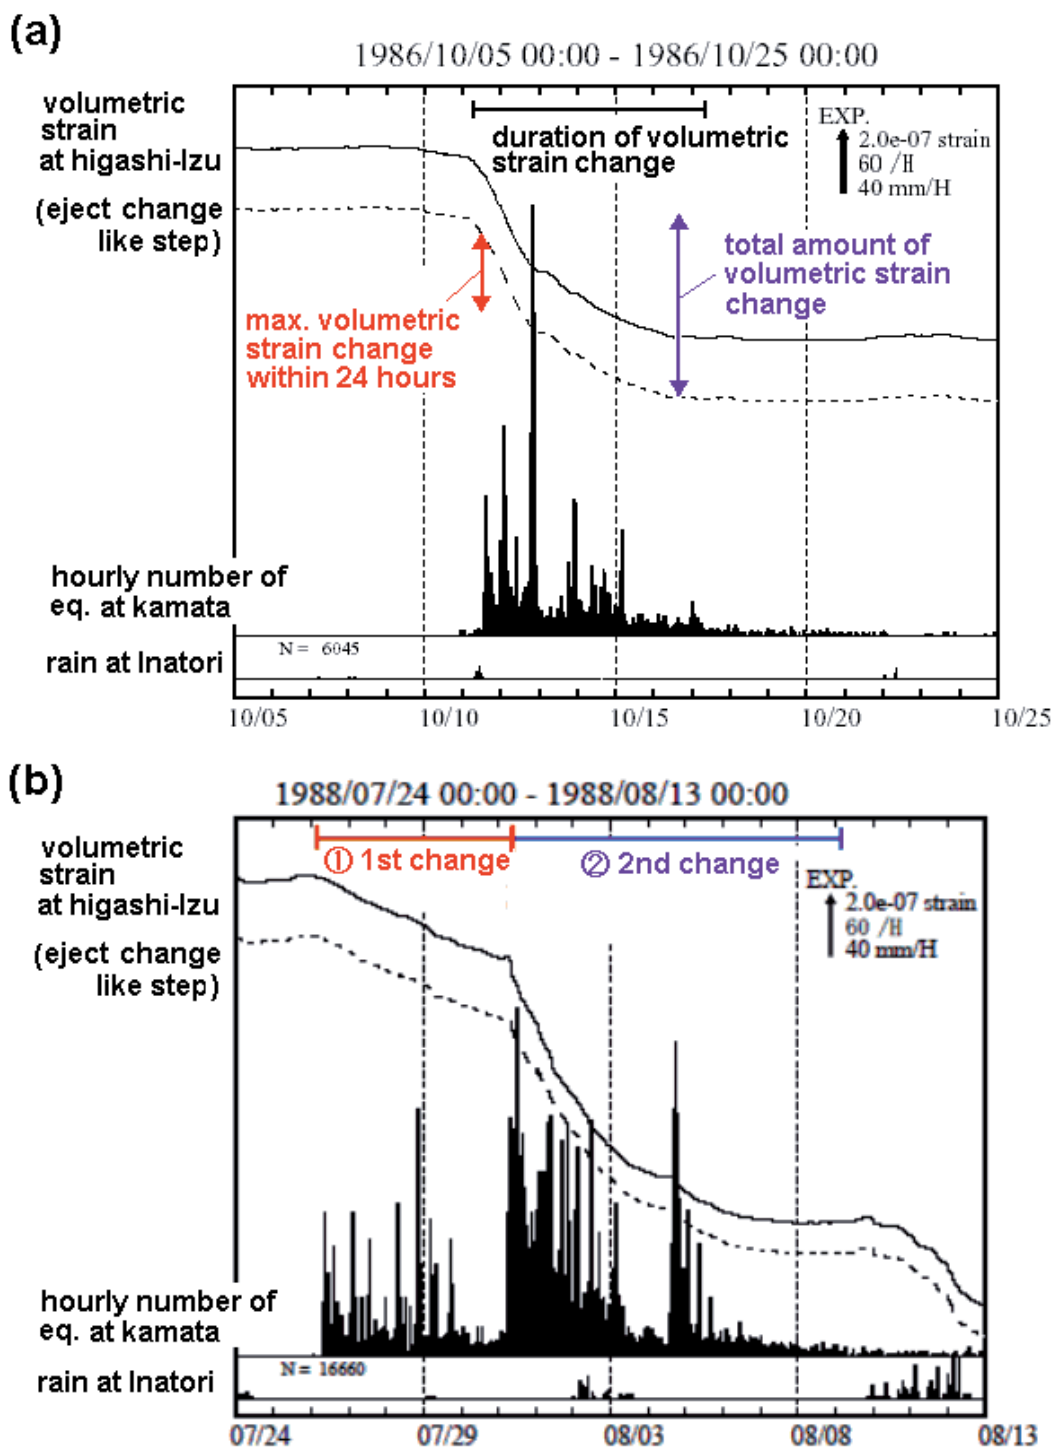 (a)
1986/10/05 00:00 - 1986/10/25 00:00
volumetric
strain
at higashi-Izu
(eject change
like step)
duration of volumetric
strain change
EXP.
2.0e-07 strain
60 /H
40 mm/H
total amount of
volumetric strain
change
max. volumetric
strain change
within 24 hours
hourly number of
eq. at kamata
rain at Inatori
N = 6045
10/05
10/10
10/15
10/20
10/25
(b)
1988/07/24 00:00 - 1988/08/13 00:00
volumetric
strain
at higashi-Izu
(eject change
like step)
① 1st change
② 2nd change
EXP.
2.0e-07 strain
60 /H
40 mm/H
hourly number of
eq. at kamata
rain at Inatori
N = 16660
07/24
07/29
08/03
08/08
08/13